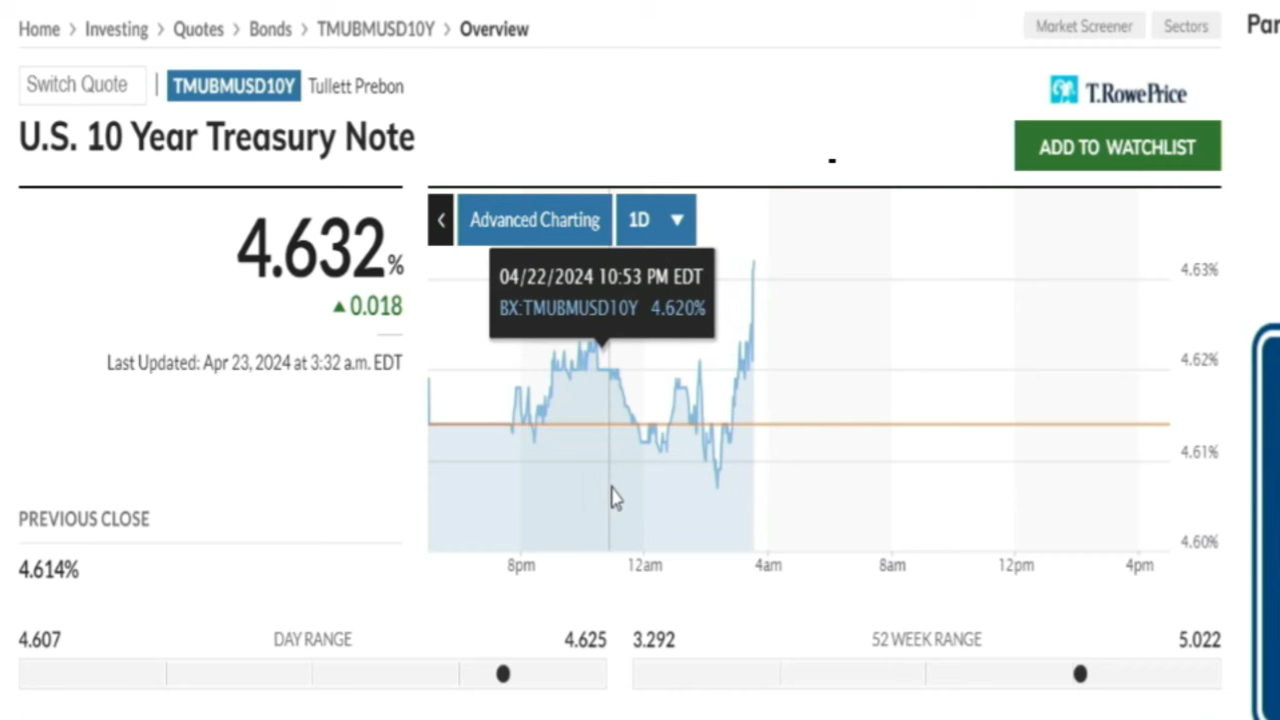 Home > Investing > Quotes > Bonds > TMUBMUSD10Y > Overview
Market Screener
Sectors
Switch Quote | TMUBMUSD10Y Tullett Prebon
T.RowePrice
U.S. 10 Year Treasury Note
ADD TO WATCHLIST
4.632%
▲ 0.018
Last Updated: Apr 23, 2024 at 3:32 a.m. EDT
PREVIOUS CLOSE
4.614%
< Advanced Charting 1D ▼
04/22/2024 10:53 PM EDT
BX:TMUBMUSD10Y 4.620%
4.63%
4.62%
4.61%
4.60%
8pm 12am 4am 8am 12pm 4pm
4.607 DAY RANGE 4.625
3.292 52 WEEK RANGE 5.022